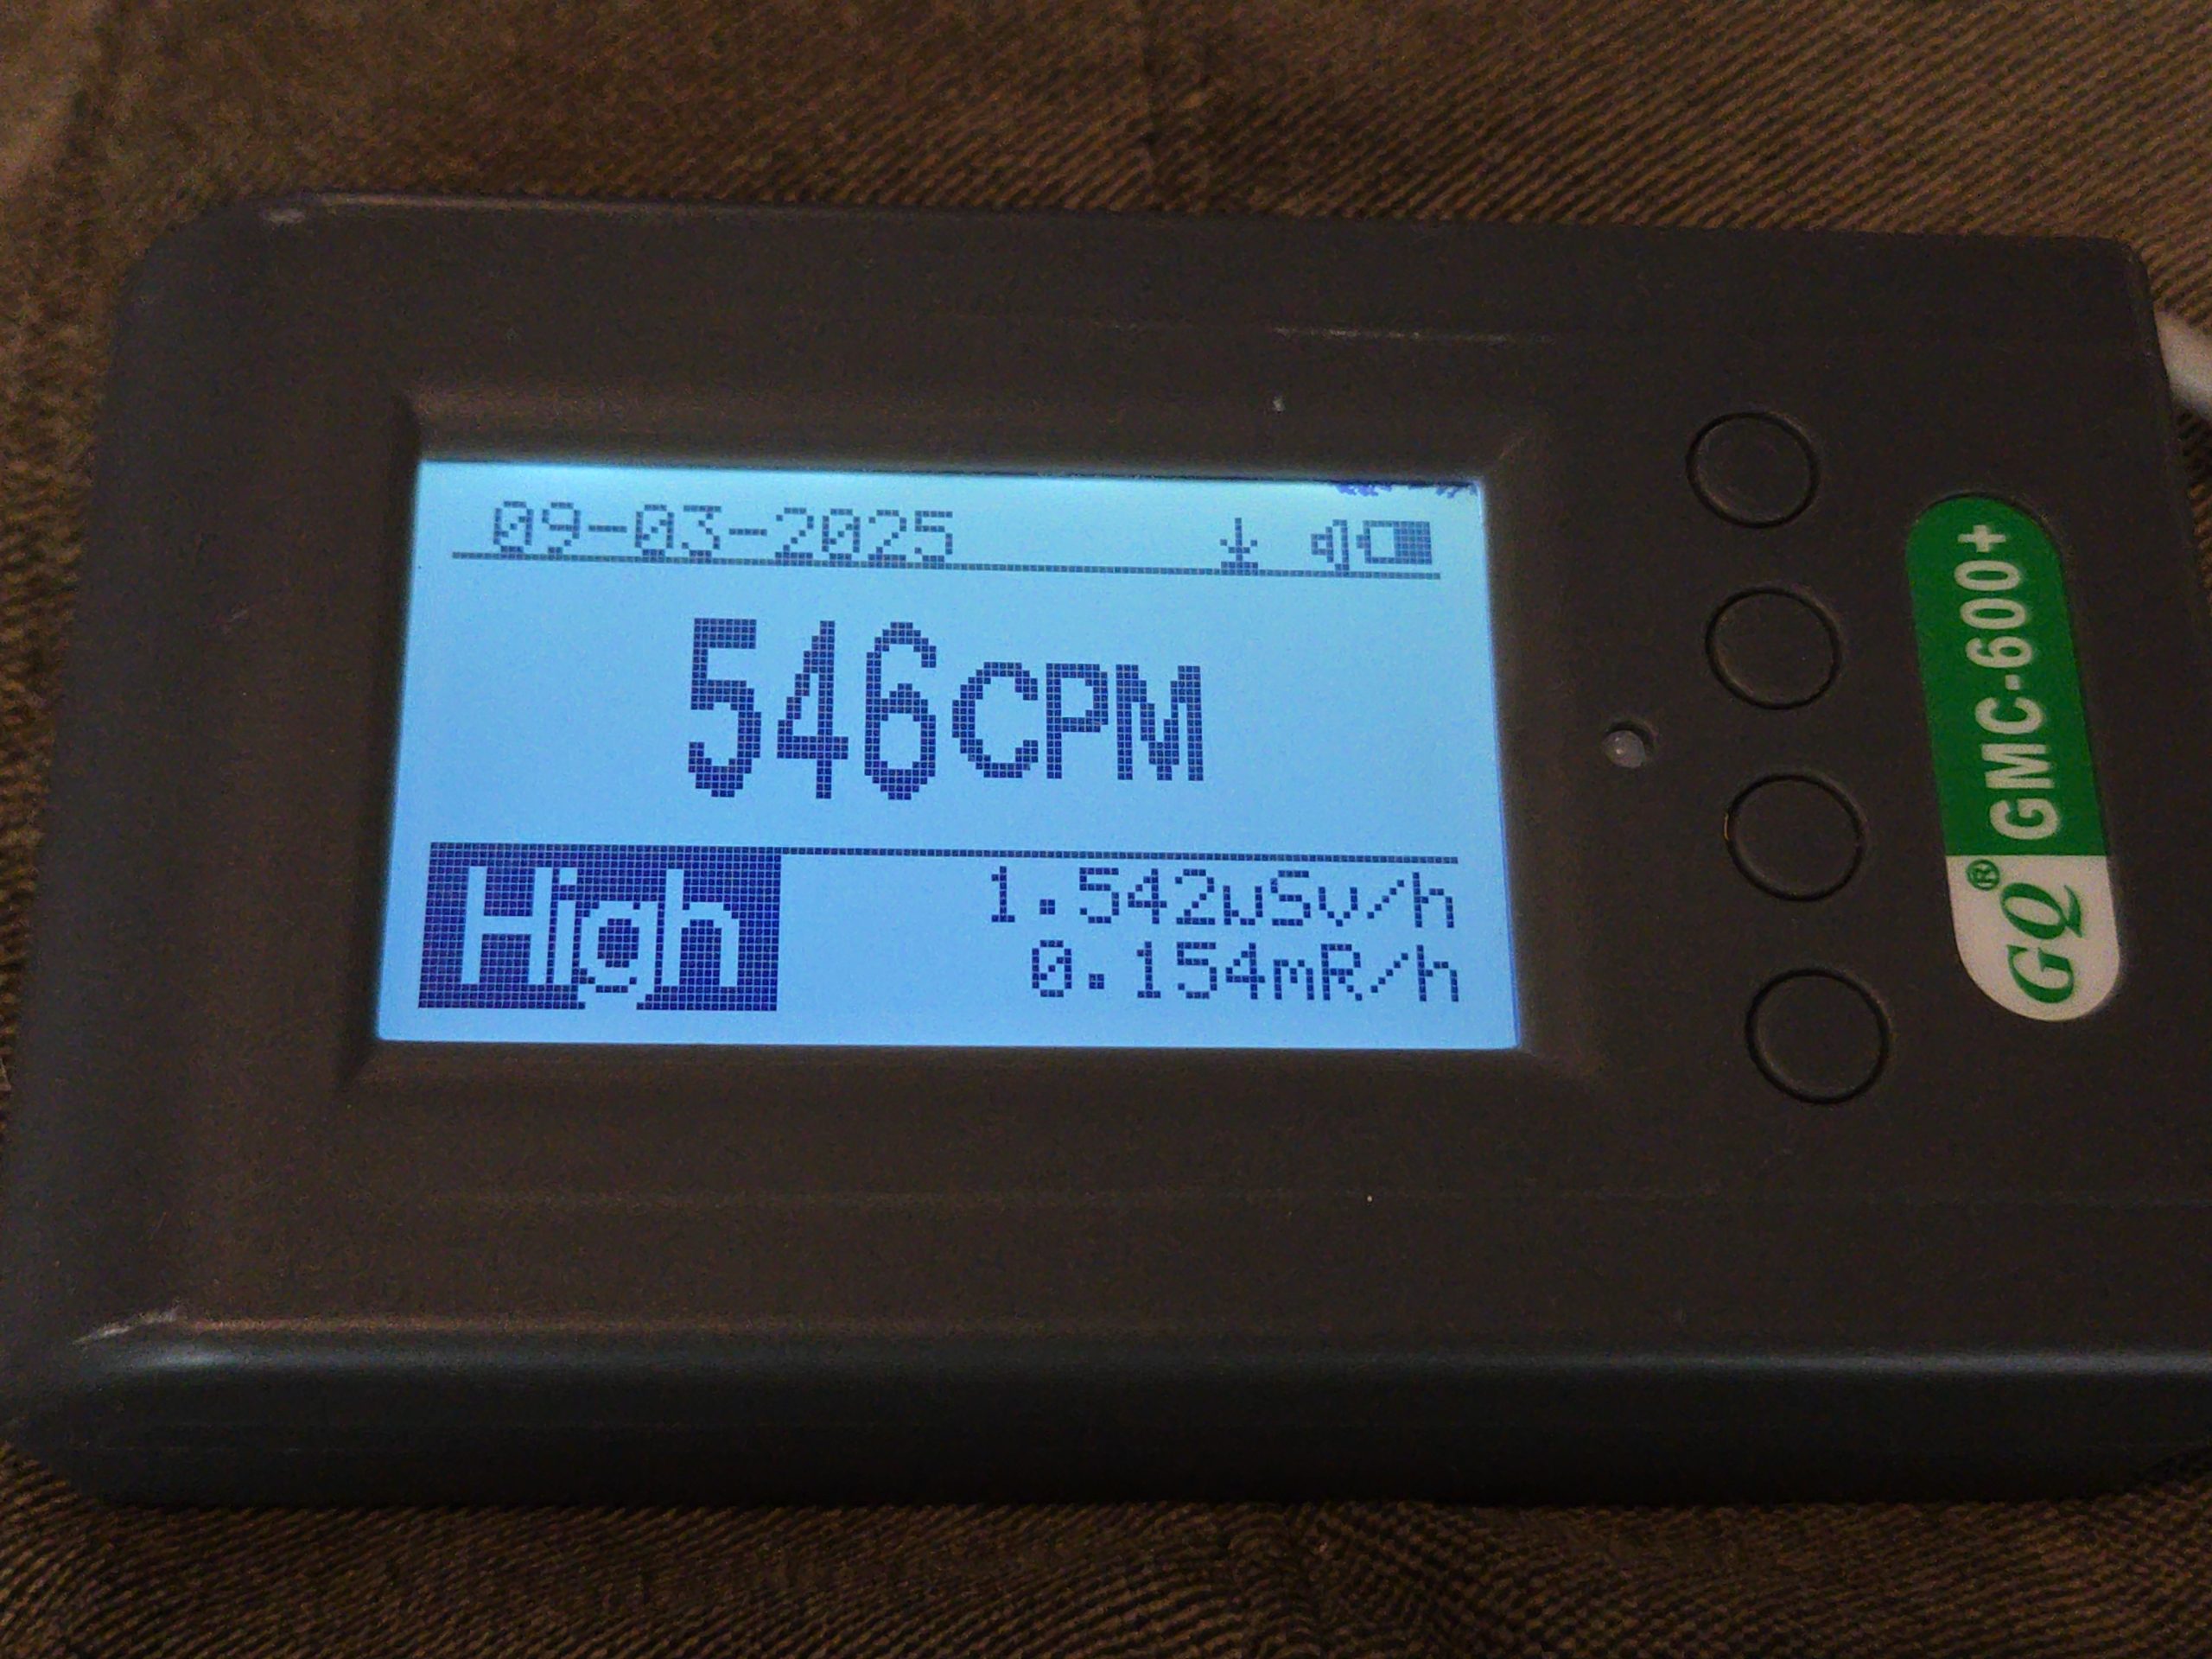 09-03-2025
546CPM
High
1.542uSv/h
0.154mR/h
GQ® GMC-600+